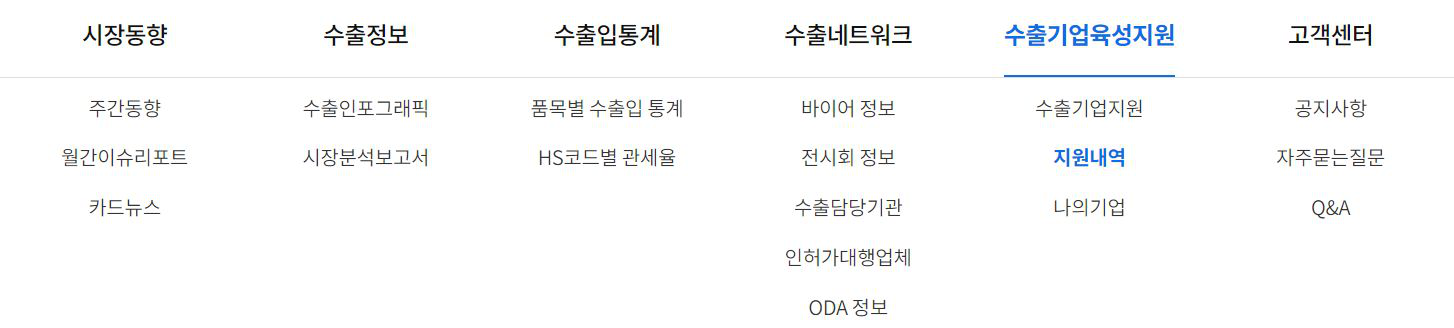 시장동향
수출정보
수출입통계
수출네트워크
수출기업육성지원
고객센터
주간동향
수출인포그래픽
품목별 수출입 통계
바이어 정보
수출기업지원
공지사항
월간이슈리포트
시장분석보고서
HS코드별 관세율
전시회 정보
지원내역
자주묻는질문
카드뉴스
수출담당기관
나의기업
Q&A
인허가대행업체
ODA 정보